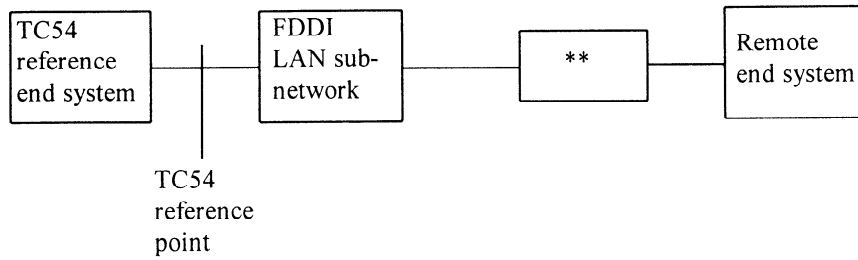 TC54
reference
end system
FDDI
LAN sub-
network
**
Remote
end system
TC54
reference
point